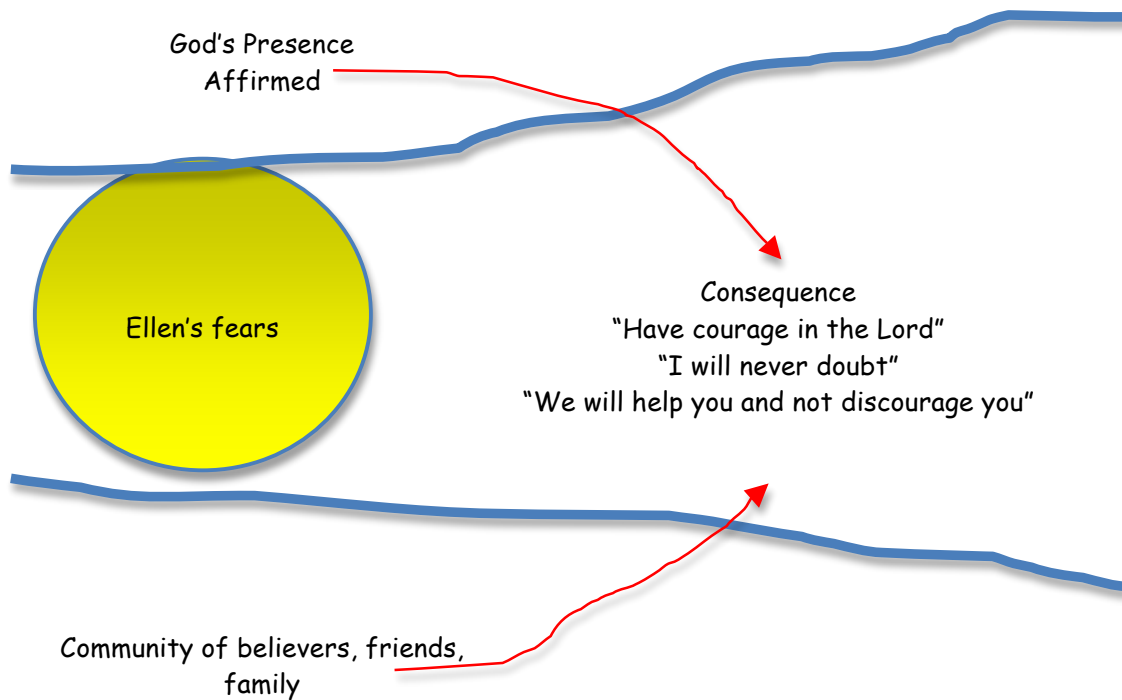 God's Presence
Affirmed
Ellen's fears
Consequence
“Have courage in the Lord”
“I will never doubt”
“We will help you and not discourage you”
Community of believers, friends,
family